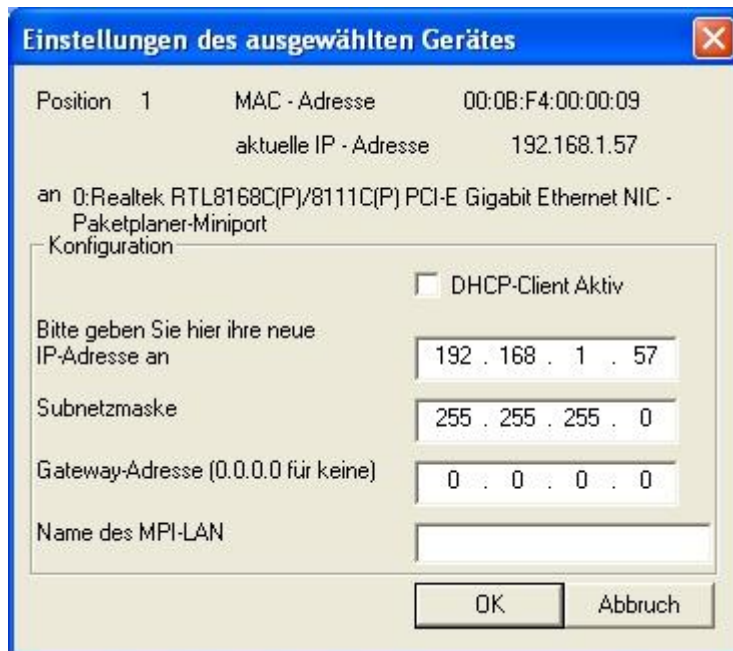 Einstellungen des ausgewählten Gerätes
Position 1 MAC - Adresse 00:0B:F4:00:00:09
aktuelle IP - Adresse 192.168.1.57
an 0:Realtek RTL8168C(P)/8111C(P) PCI-E Gigabit Ethernet NIC -
Paketplaner-Miniport
Konfiguration
DHCP-Client Aktiv
Bitte geben Sie hier ihre neue
IP-Adresse an 192 . 168 . 1 . 57
Subnetzmaske 255 . 255 . 255 . 0
Gateway-Adresse (0.0.0.0 für keine) 0 . 0 . 0 . 0
Name des MPI-LAN
OK Abbruch